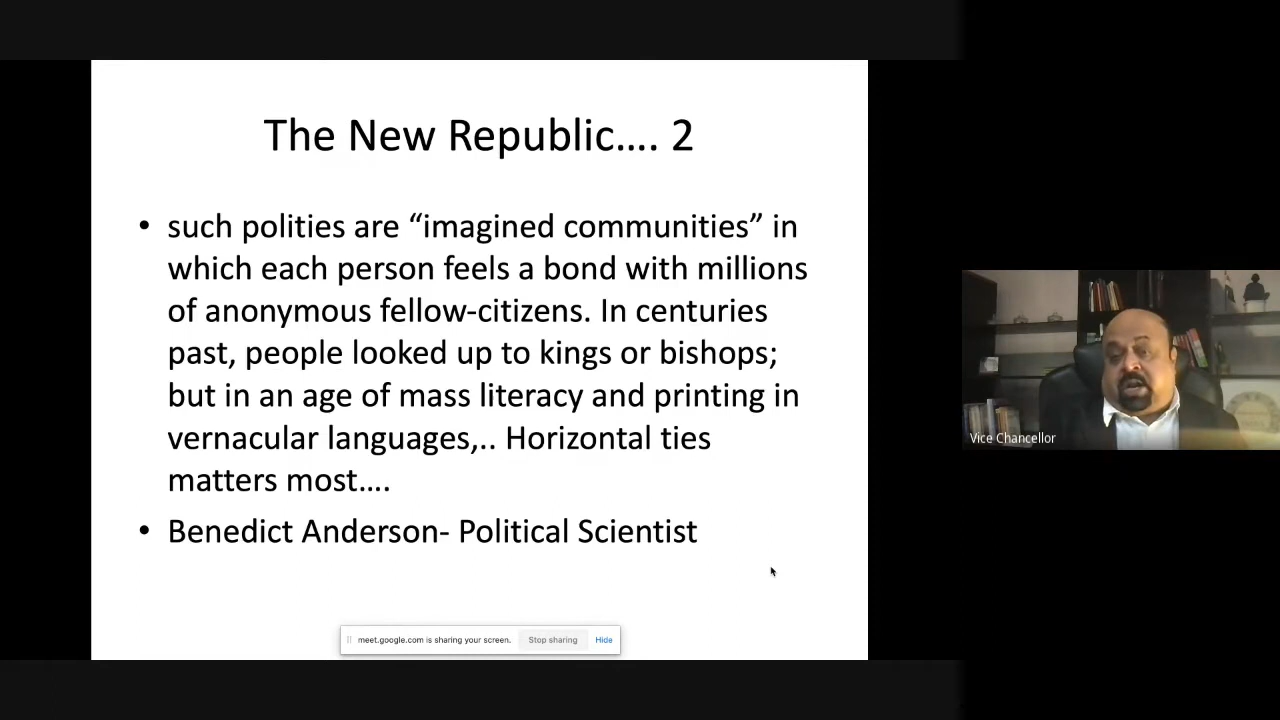 The New Republic…. 2
• such polities are “imagined communities” in
which each person feels a bond with millions
of anonymous fellow-citizens. In centuries
past, people looked up to kings or bishops;
but in an age of mass literacy and printing in
vernacular languages,.. Horizontal ties
matters most….
• Benedict Anderson- Political Scientist
Vice Chancellor
meet.google.com is sharing your screen. Stop sharing Hide